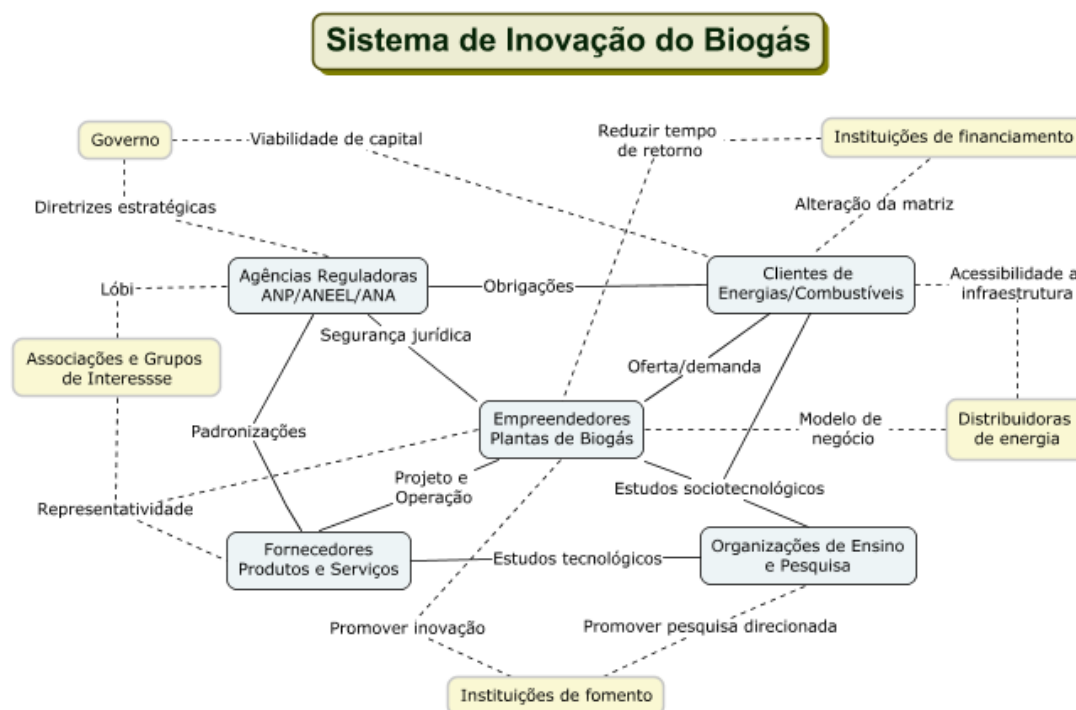 Sistema de Inovação do Biogás
Governo
Viabilidade de capital
Reduzir tempo
de retorno
Instituições de financiamento
Diretrizes estratégicas
Alteração da matriz
Agências Reguladoras
ANP/ANEEL/ANA
Lóbi
Obrigações
Clientes de
Energias/Combustíveis
Acessibilidade a
infraestrutura
Segurança jurídica
Associações e Grupos
de Interessse
Oferta/demanda
Padronizações
Empreendedores
Plantas de Biogás
Modelo de
negócio
Distribuidoras
de energia
Projeto e
Operação
Estudos sociotecnológicos
Representatividade
Fornecedores
Produtos e Serviços
Estudos tecnológicos
Organizações de Ensino
e Pesquisa
Promover inovação
Promover pesquisa direcionada
Instituições de fomento